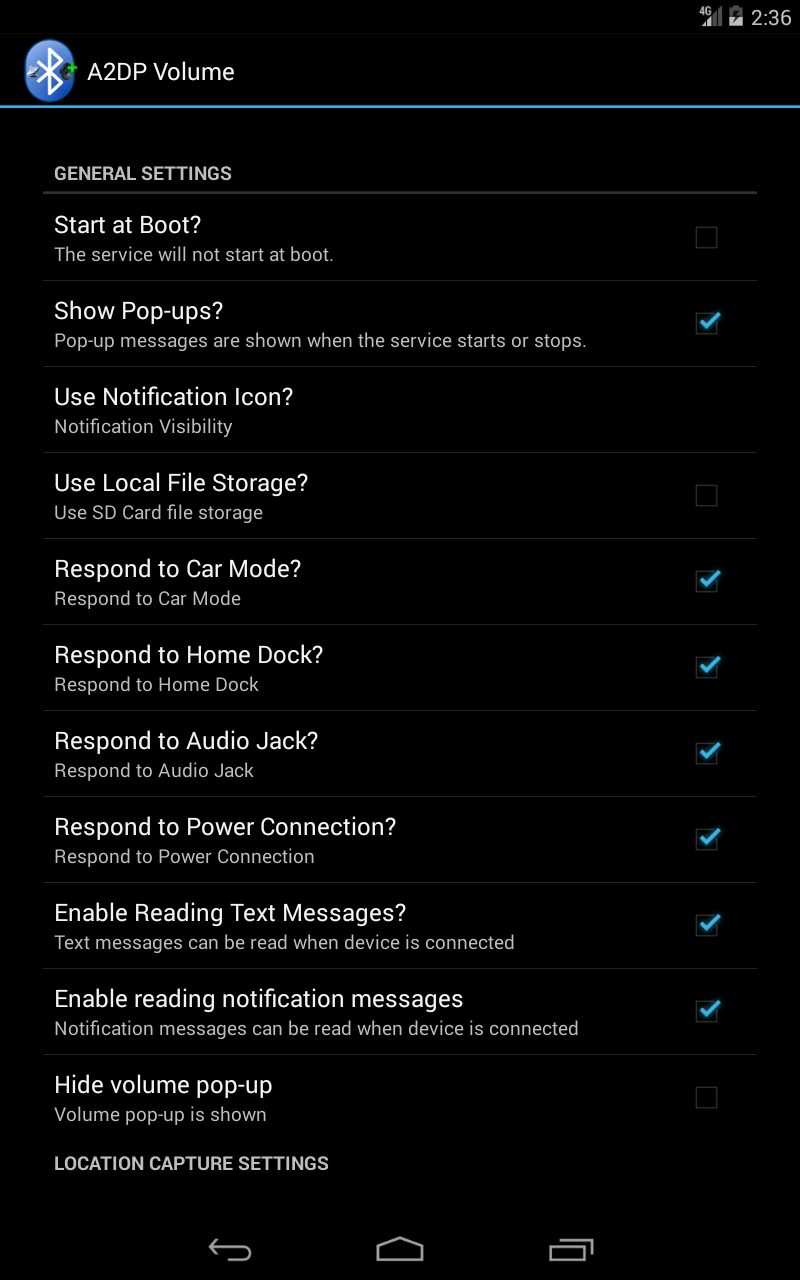 4G 2:36
A2DP Volume
GENERAL SETTINGS
Start at Boot?
The service will not start at boot.
Show Pop-ups?
Pop-up messages are shown when the service starts or stops.
Use Notification Icon?
Notification Visibility
Use Local File Storage?
Use SD Card file storage
Respond to Car Mode?
Respond to Car Mode
Respond to Home Dock?
Respond to Home Dock
Respond to Audio Jack?
Respond to Audio Jack
Respond to Power Connection?
Respond to Power Connection
Enable Reading Text Messages?
Text messages can be read when device is connected
Enable reading notification messages
Notification messages can be read when device is connected
Hide volume pop-up
Volume pop-up is shown
LOCATION CAPTURE SETTINGS